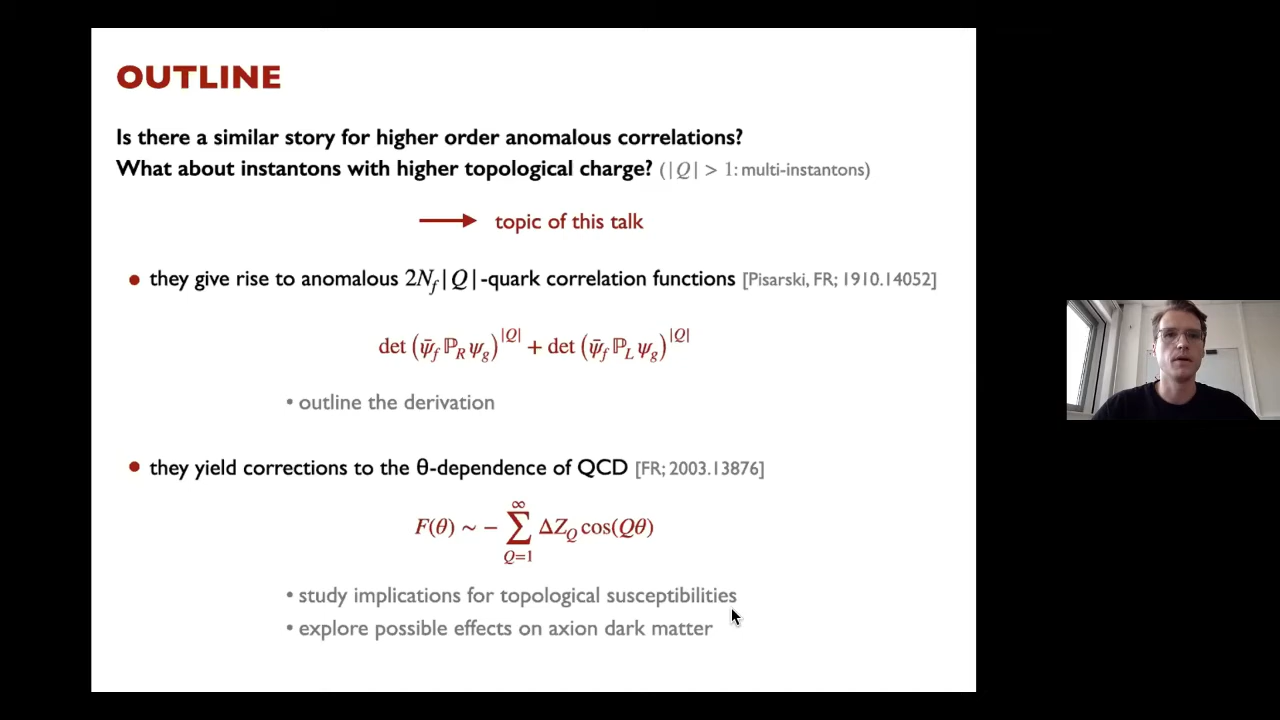 OUTLINE
Is there a similar story for higher order anomalous correlations?
What about instantons with higher topological charge? (|Q| > 1: multi-instantons)
topic of this talk
• they give rise to anomalous 2N_f|Q|-quark correlation functions [Pisarski, FR; 1910.14052]
det (ψ̄_f ℙ_R ψ_g)^|Q| + det (ψ̄_f ℙ_L ψ_g)^|Q|
• outline the derivation
• they yield corrections to the θ-dependence of QCD [FR; 2003.13876]
F(θ) ~ − ∑_{Q=1}^{∞} ΔZ_Q cos(Qθ)
• study implications for topological susceptibilities
• explore possible effects on axion dark matter